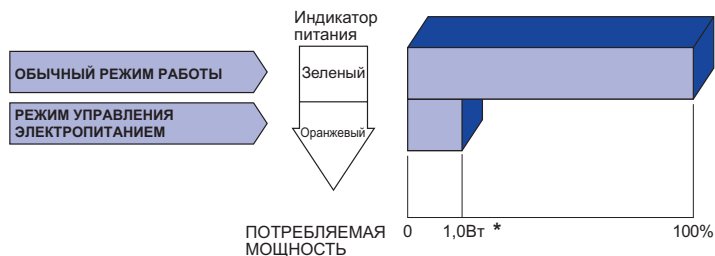 Индикатор
питания
ОБЫЧНЫЙ РЕЖИМ РАБОТЫ
Зеленый
РЕЖИМ УПРАВЛЕНИЯ
ЭЛЕКТРОПИТАНИЕМ
Оранжевый
ПОТРЕБЛЯЕМАЯ
МОЩНОСТЬ
0 1,0Вт * 100%